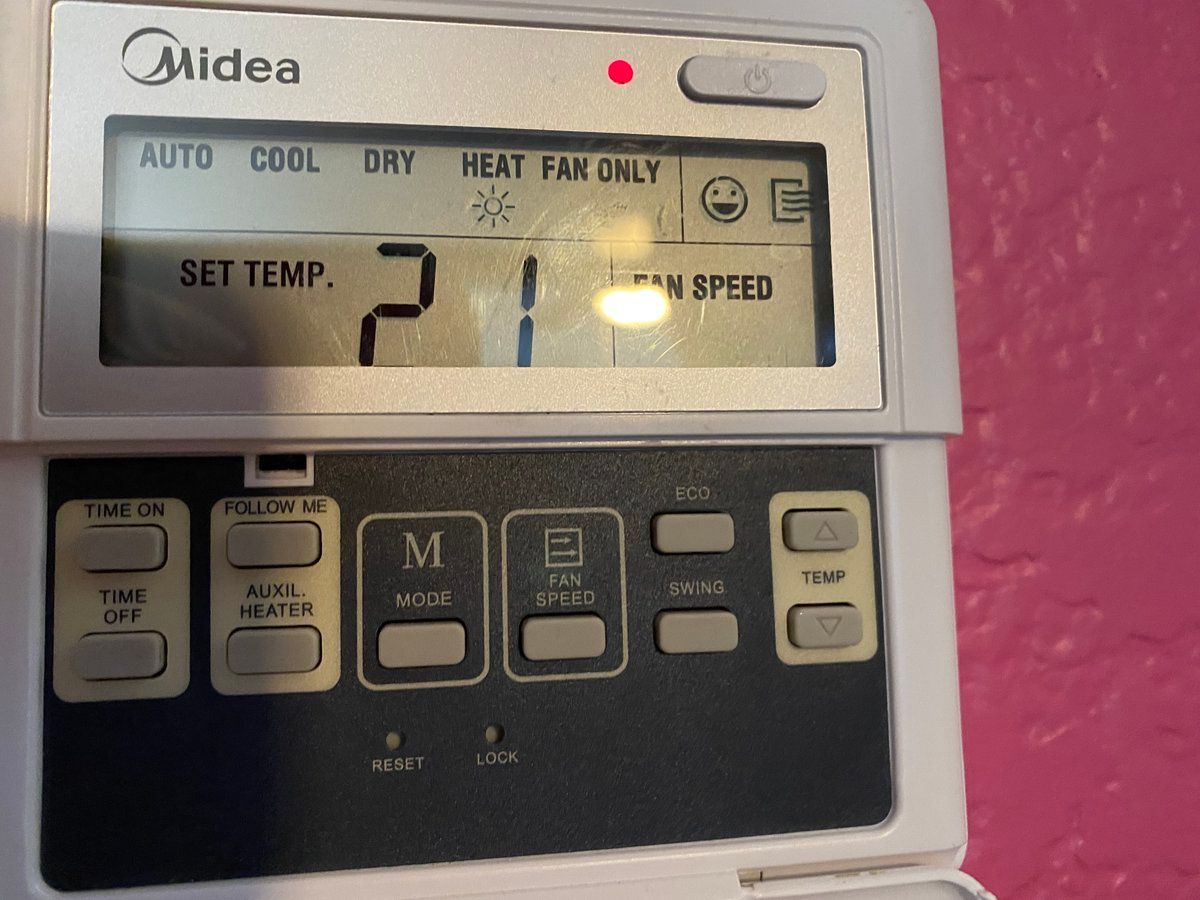 Midea
AUTO COOL DRY HEAT FAN ONLY
SET TEMP. 21 FAN SPEED
TIME ON
TIME
OFF
FOLLOW ME
AUXIL.
HEATER
M
MODE
FAN
SPEED
ECO
SWING
TEMP
RESET
LOCK